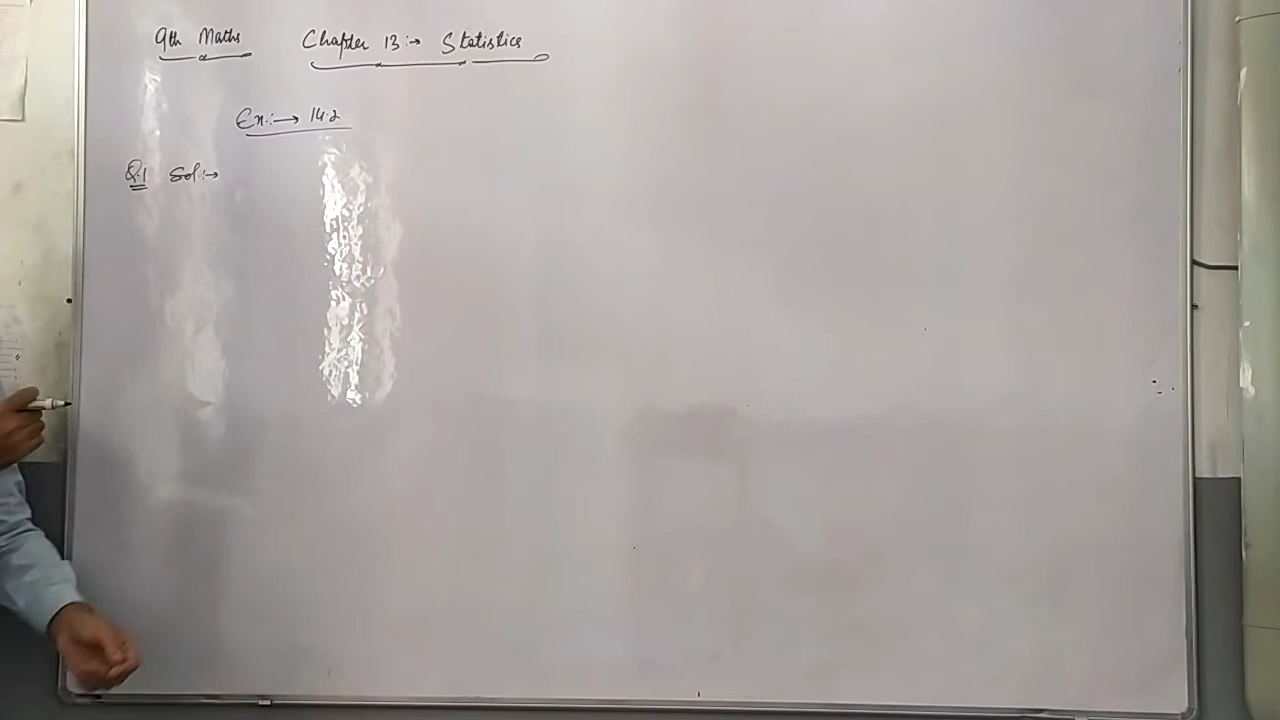 9th Maths Chapter 13:→ Statistics
Ex:→ 14.2
Q.1 Sol:→